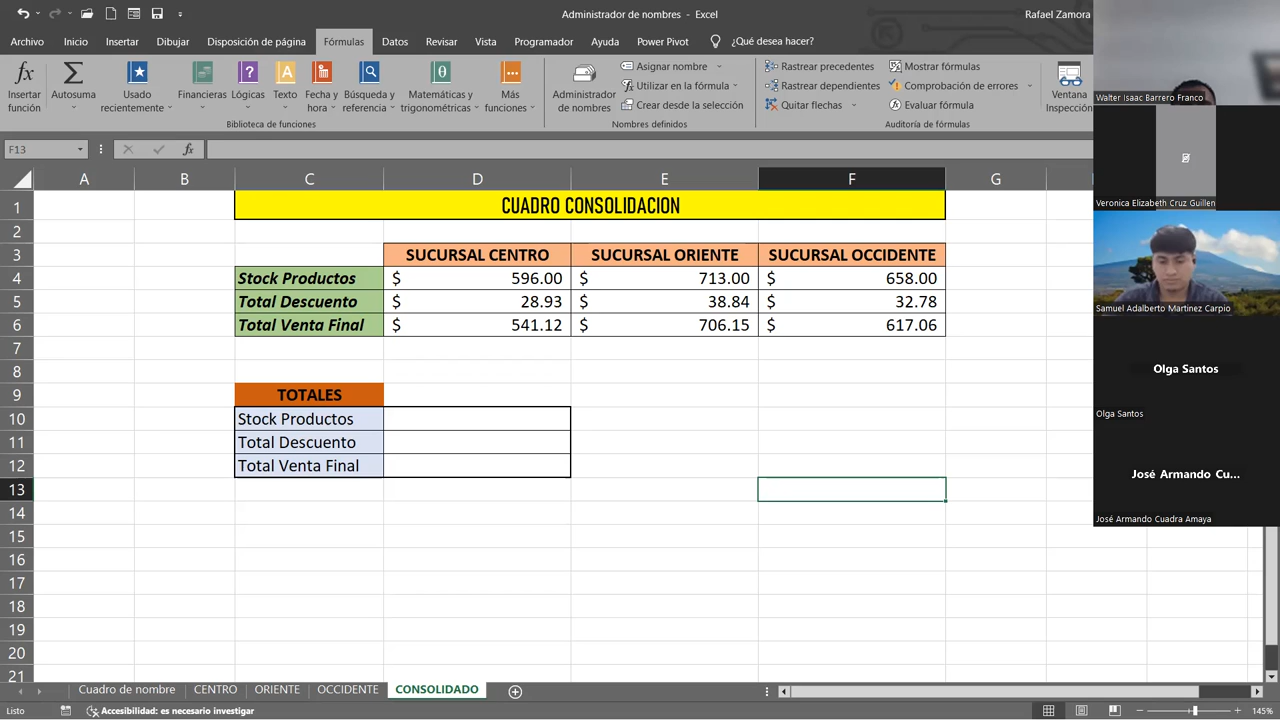 Administrador de nombres - Excel
Rafael Zamora
Archivo Inicio Insertar Dibujar Disposición de página Fórmulas Datos Revisar Vista Programador Ayuda Power Pivot ¿Qué desea hacer?
fx Insertar función
Autosuma
Usado recientemente
Financieras
Lógicas
Texto
Fecha y hora
Búsqueda y referencia
Matemáticas y trigonométricas
Más funciones
Biblioteca de funciones
Administrador de nombres
Asignar nombre
Utilizar en la fórmula
Crear desde la selección
Nombres definidos
Rastrear precedentes
Rastrear dependientes
Quitar flechas
Mostrar fórmulas
Comprobación de errores
Evaluar fórmula
Auditoría de fórmulas
Ventana Inspección
F13 fx
A B C D E F G
1 CUADRO CONSOLIDACION
2
3 SUCURSAL CENTRO SUCURSAL ORIENTE SUCURSAL OCCIDENTE
4 Stock Productos $ 596.00 $ 713.00 $ 658.00
5 Total Descuento $ 28.93 $ 38.84 $ 32.78
6 Total Venta Final $ 541.12 $ 706.15 $ 617.06
7
8
9 TOTALES
10 Stock Productos
11 Total Descuento
12 Total Venta Final
13
14
15
16
17
18
19
20
21
Cuadro de nombre CENTRO ORIENTE OCCIDENTE CONSOLIDADO
Listo Accesibilidad: es necesario investigar 145%
Walter Isaac Barrero Franco
Veronica Elizabeth Cruz Guillen
Samuel Adalberto Martinez Carpio
Olga Santos
Olga Santos
José Armando Cu...
José Armando Cuadra Amaya